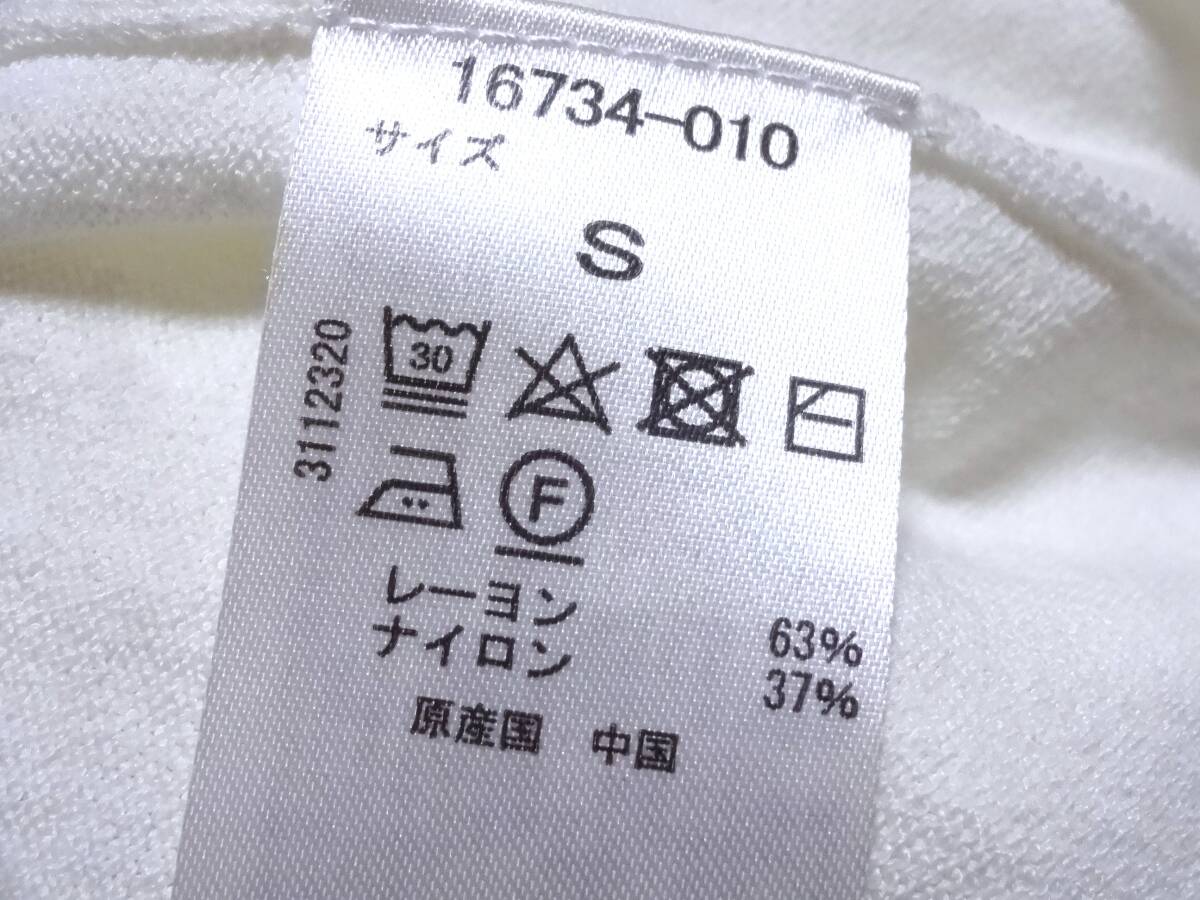 16734-010
サイズ
S
3112320
30
F
レーヨン 63%
ナイロン 37%
原産国 中国